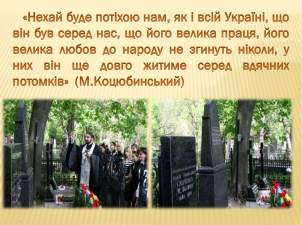 «Нехай буде потіхою нам, як і всій Україні, що
він був серед нас, що його велика праця, його
велика любов до народу не згинуть ніколи, у
них він ще довго житиме серед вдячних
потомків» (М.Коцюбинський)